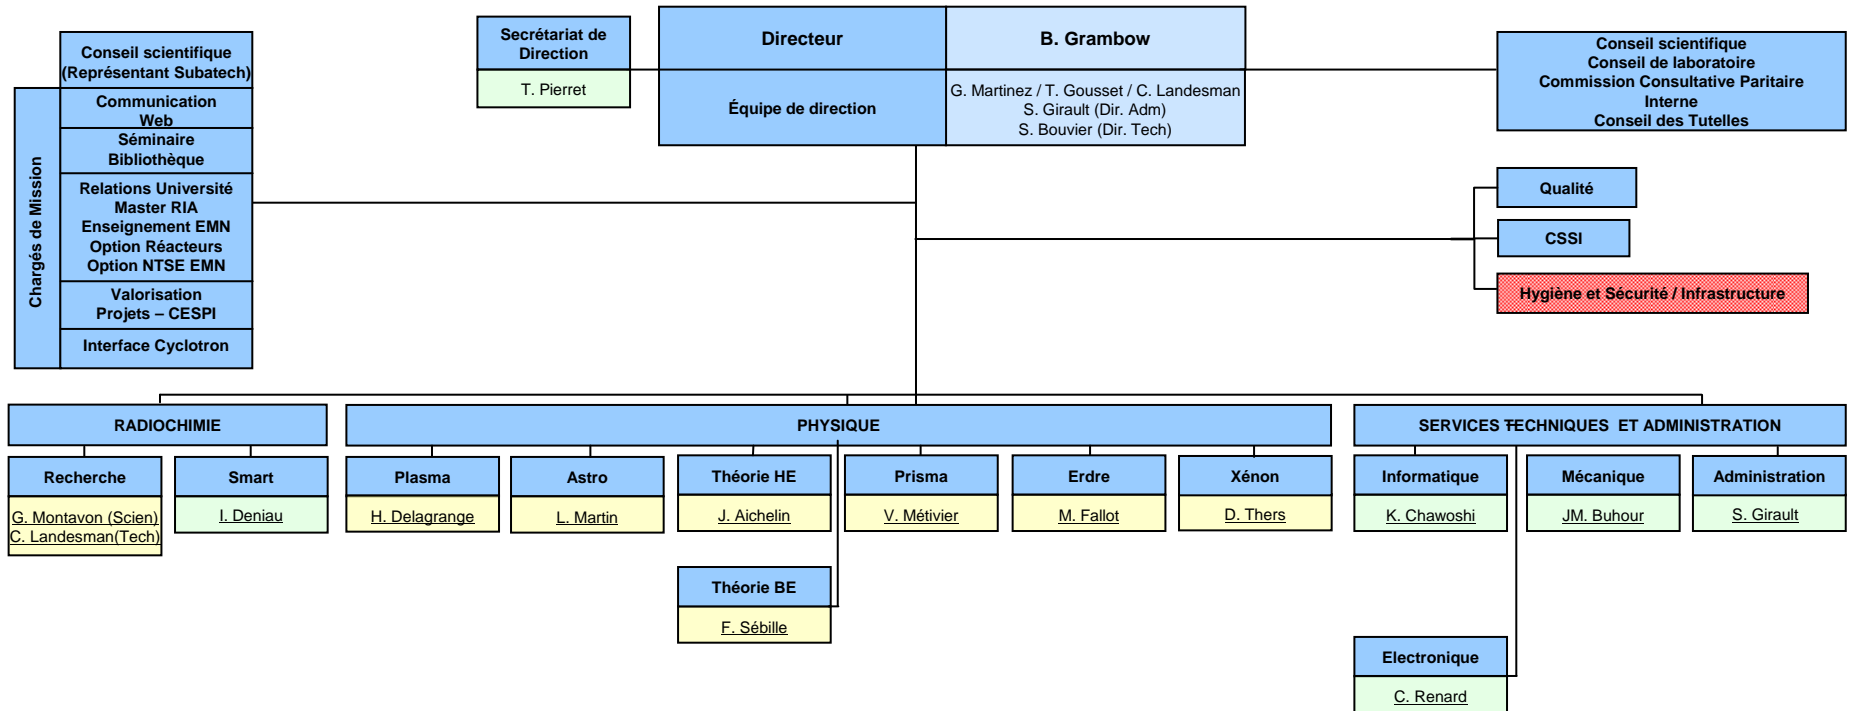 Conseil scientifique
(Représentant Subatech)
Chargés de Mission
Communication
Web
Séminaire
Bibliothèque
Relations Université
Master RIA
Enseignement EMN
Option Réacteurs
Option NTSE EMN
Valorisation
Projets – CESPI
Interface Cyclotron
Secrétariat de
Direction
T. Pierret
Directeur
B. Grambow
Équipe de direction
G. Martinez / T. Gousset / C. Landesman
S. Girault (Dir. Adm)
S. Bouvier (Dir. Tech)
Conseil scientifique
Conseil de laboratoire
Commission Consultative Paritaire
Interne
Conseil des Tutelles
Qualité
CSSI
Hygiène et Sécurité / Infrastructure
RADIOCHIMIE
Recherche
G. Montavon (Scien)
C. Landesman(Tech)
Smart
I. Deniau
PHYSIQUE
Plasma
H. Delagrange
Astro
L. Martin
Théorie HE
J. Aichelin
Prisma
V. Métivier
Erdre
M. Fallot
Xénon
D. Thers
Théorie BE
F. Sébille
SERVICES TECHNIQUES ET ADMINISTRATION
Informatique
K. Chawoshi
Mécanique
JM. Buhour
Administration
S. Girault
Electronique
C. Renard